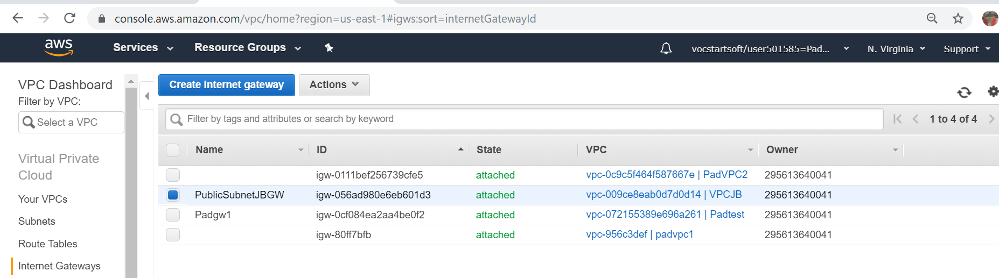 console.aws.amazon.com/vpc/home?region=us-east-1#igws:sort=internetGatewayId
aws Services Resource Groups vocstartsoft/user501585=Pad... N. Virginia Support
VPC Dashboard
Filter by VPC:
Select a VPC
Virtual Private
Cloud
Your VPCs
Subnets
Route Tables
Internet Gateways
Create internet gateway Actions
Filter by tags and attributes or search by keyword 1 to 4 of 4
Name ID State VPC Owner
igw-0111bef256739cfe5 attached vpc-0c9c5f464f587667e | PadVPC2 295613640041
PublicSubnetJBGW igw-056ad980e6eb601d3 attached vpc-009ce8eab0d7d0d14 | VPCJB 295613640041
Padgw1 igw-0cf084ea2aa4be0f2 attached vpc-072155389e696a261 | Padtest 295613640041
igw-80ff7bfb attached vpc-956c3def | padvpc1 295613640041